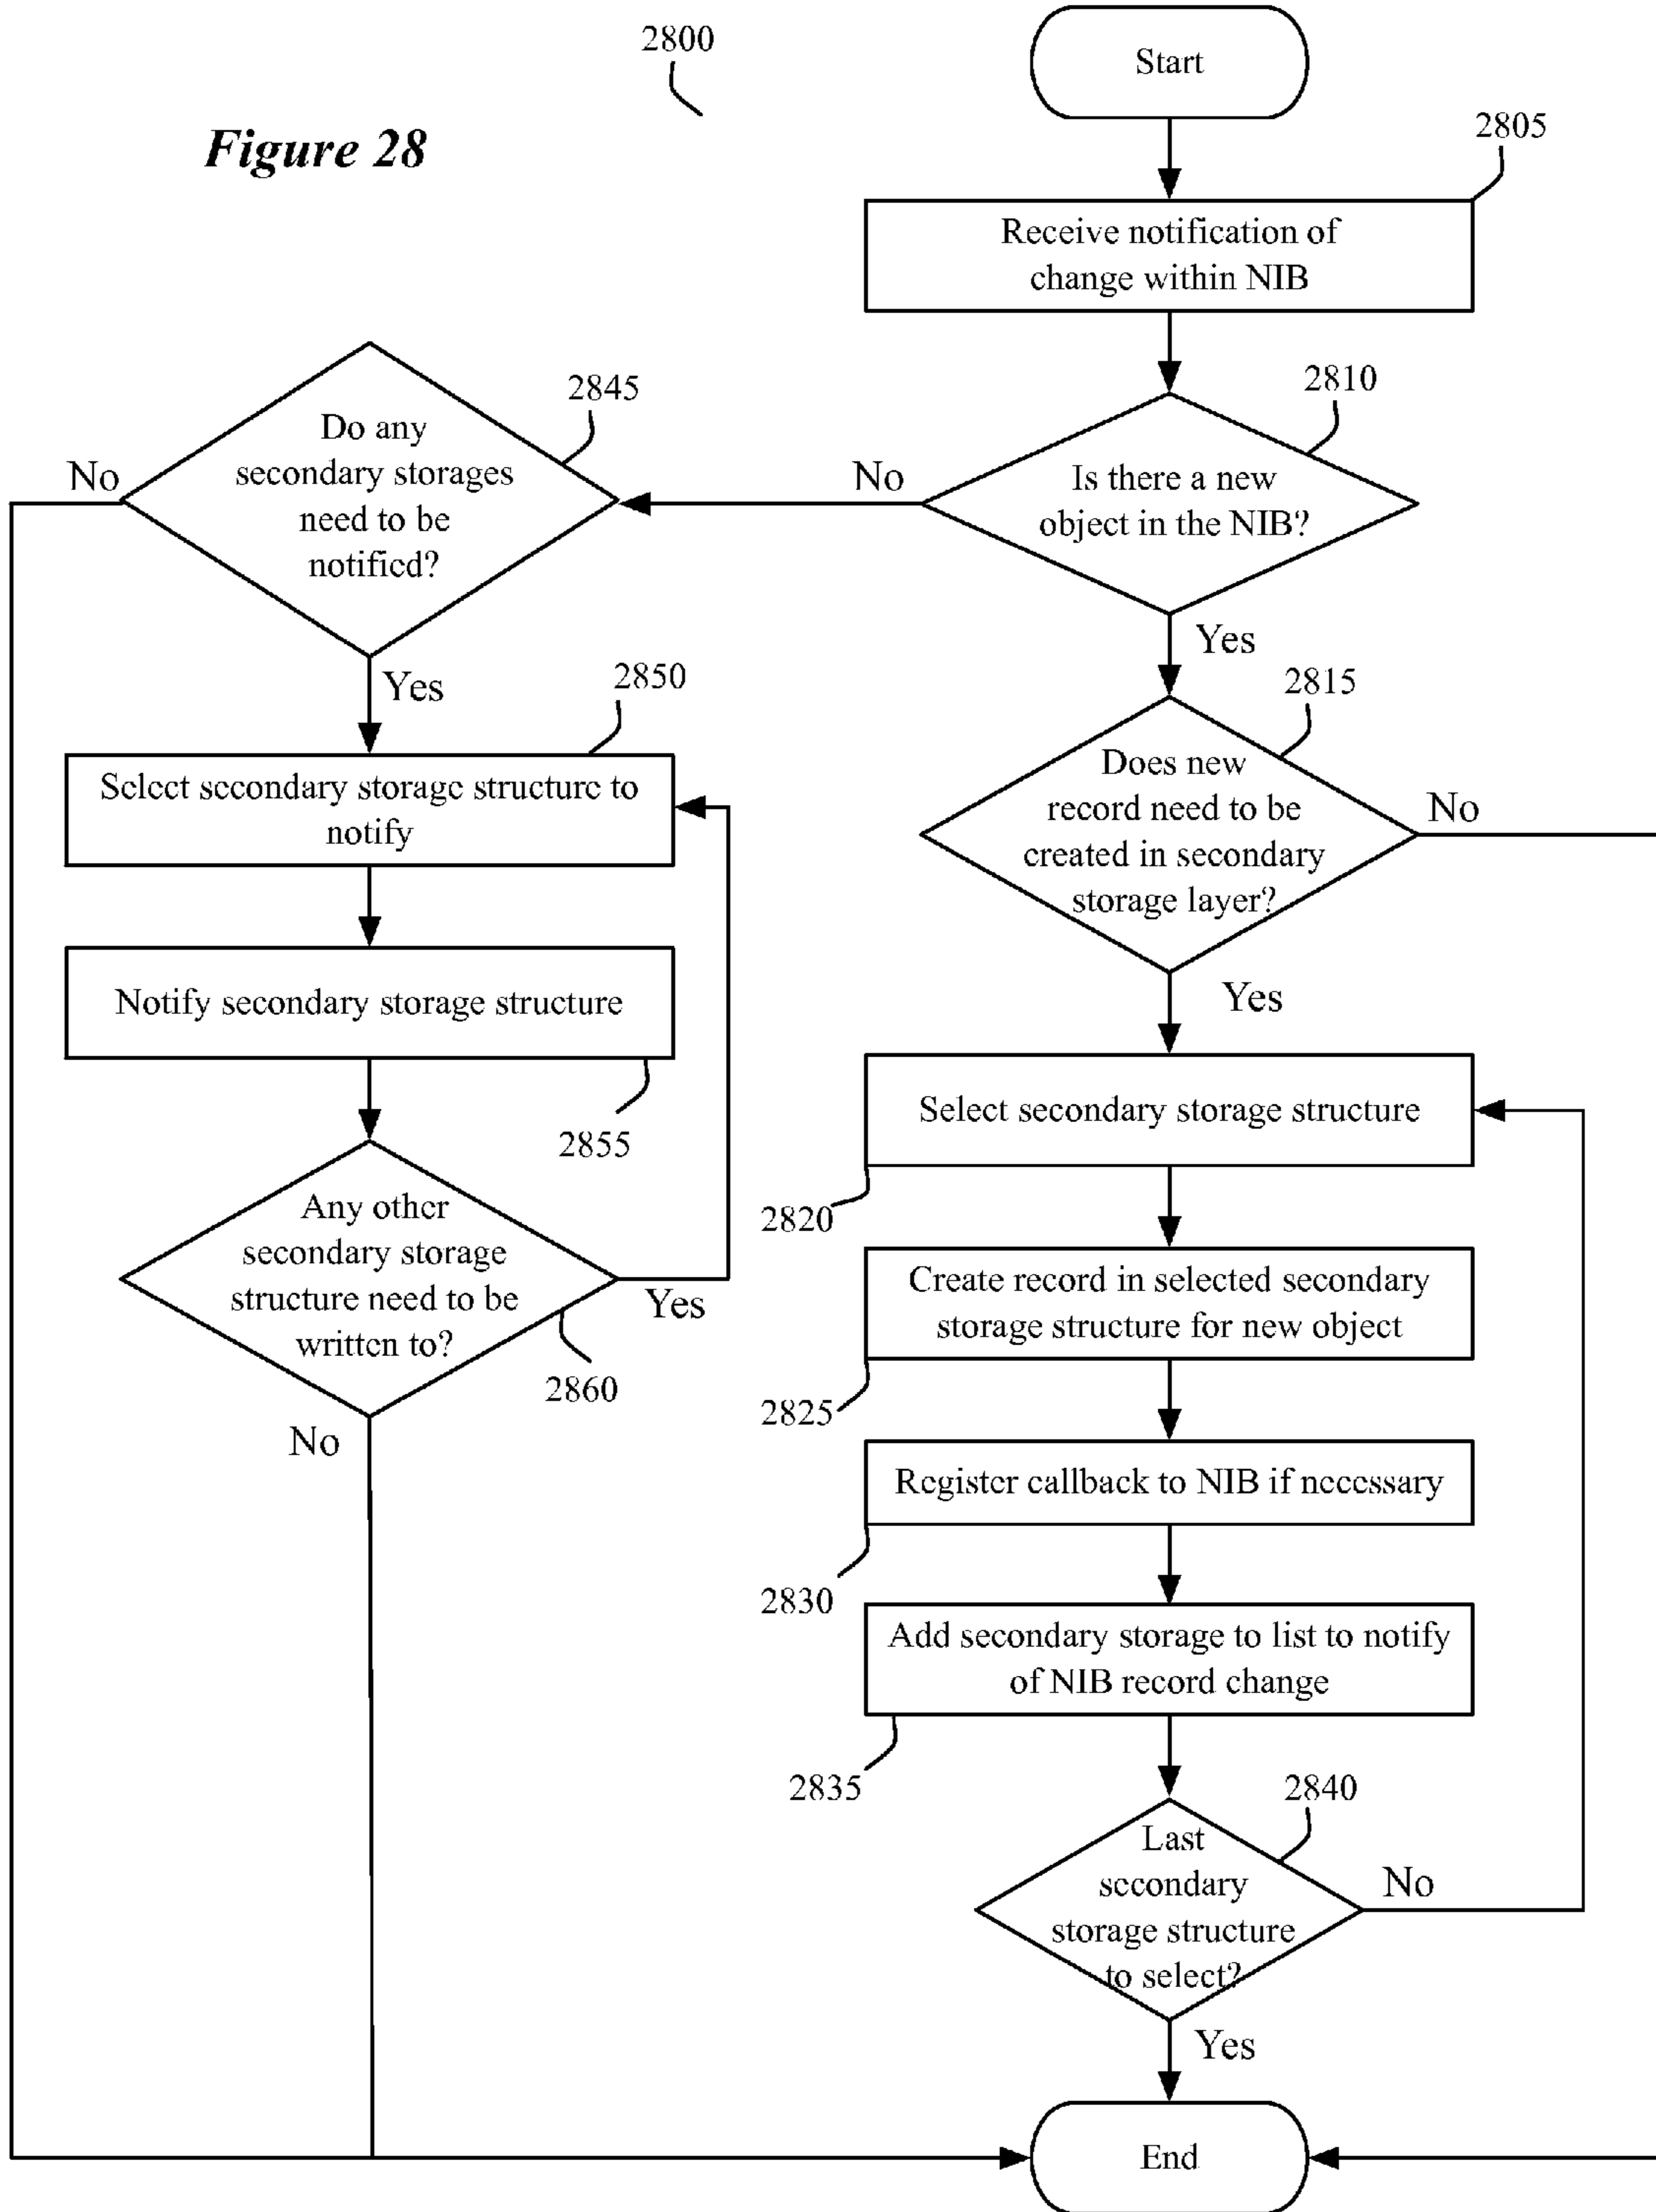 2800
Figure 28
Start
2805
Receive notification of
change within NIB
2810
Is there a new
object in the NIB?
No
Yes
2845
Do any
secondary storages
need to be
notified?
No
Yes
2850
Select secondary storage structure to
notify
Notify secondary storage structure
2855
Any other
secondary storage
structure need to be
written to?
Yes
2860
No
2815
Does new
record need to be
created in secondary
storage layer?
No
Yes
Select secondary storage structure
2820
Create record in selected secondary
storage structure for new object
2825
Register callback to NIB if necessary
2830
Add secondary storage to list to notify
of NIB record change
2835
2840
Last
secondary
storage structure
to select?
No
Yes
End